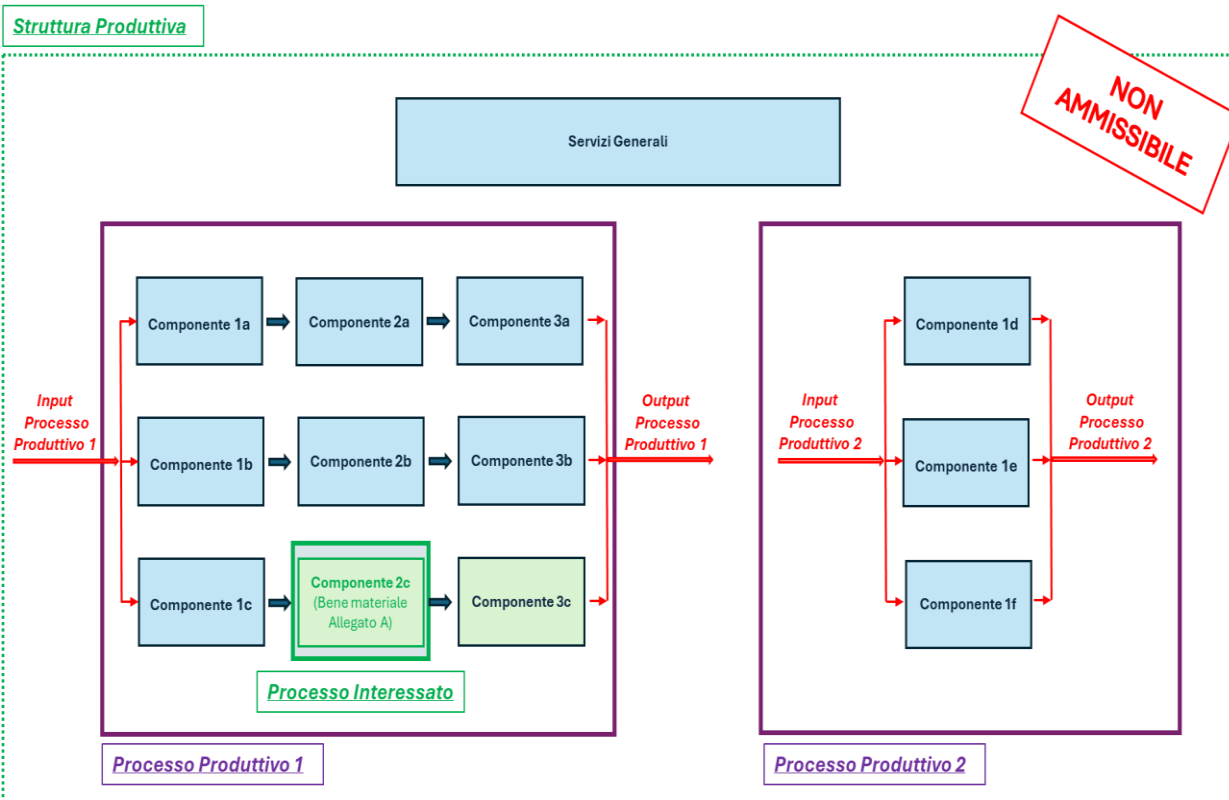 Struttura Produttiva
NON
AMMISSIBILE
Servizi Generali
Componente 1a
Componente 2a
Componente 3a
Componente 1d
Input
Processo
Produttivo 1
Output
Processo
Produttivo 1
Input
Processo
Produttivo 2
Output
Processo
Produttivo 2
Componente 1b
Componente 2b
Componente 3b
Componente 1e
Componente 1c
Componente 2c
(Bene materiale
Allegato A)
Componente 3c
Componente 1f
Processo Interessato
Processo Produttivo 1
Processo Produttivo 2